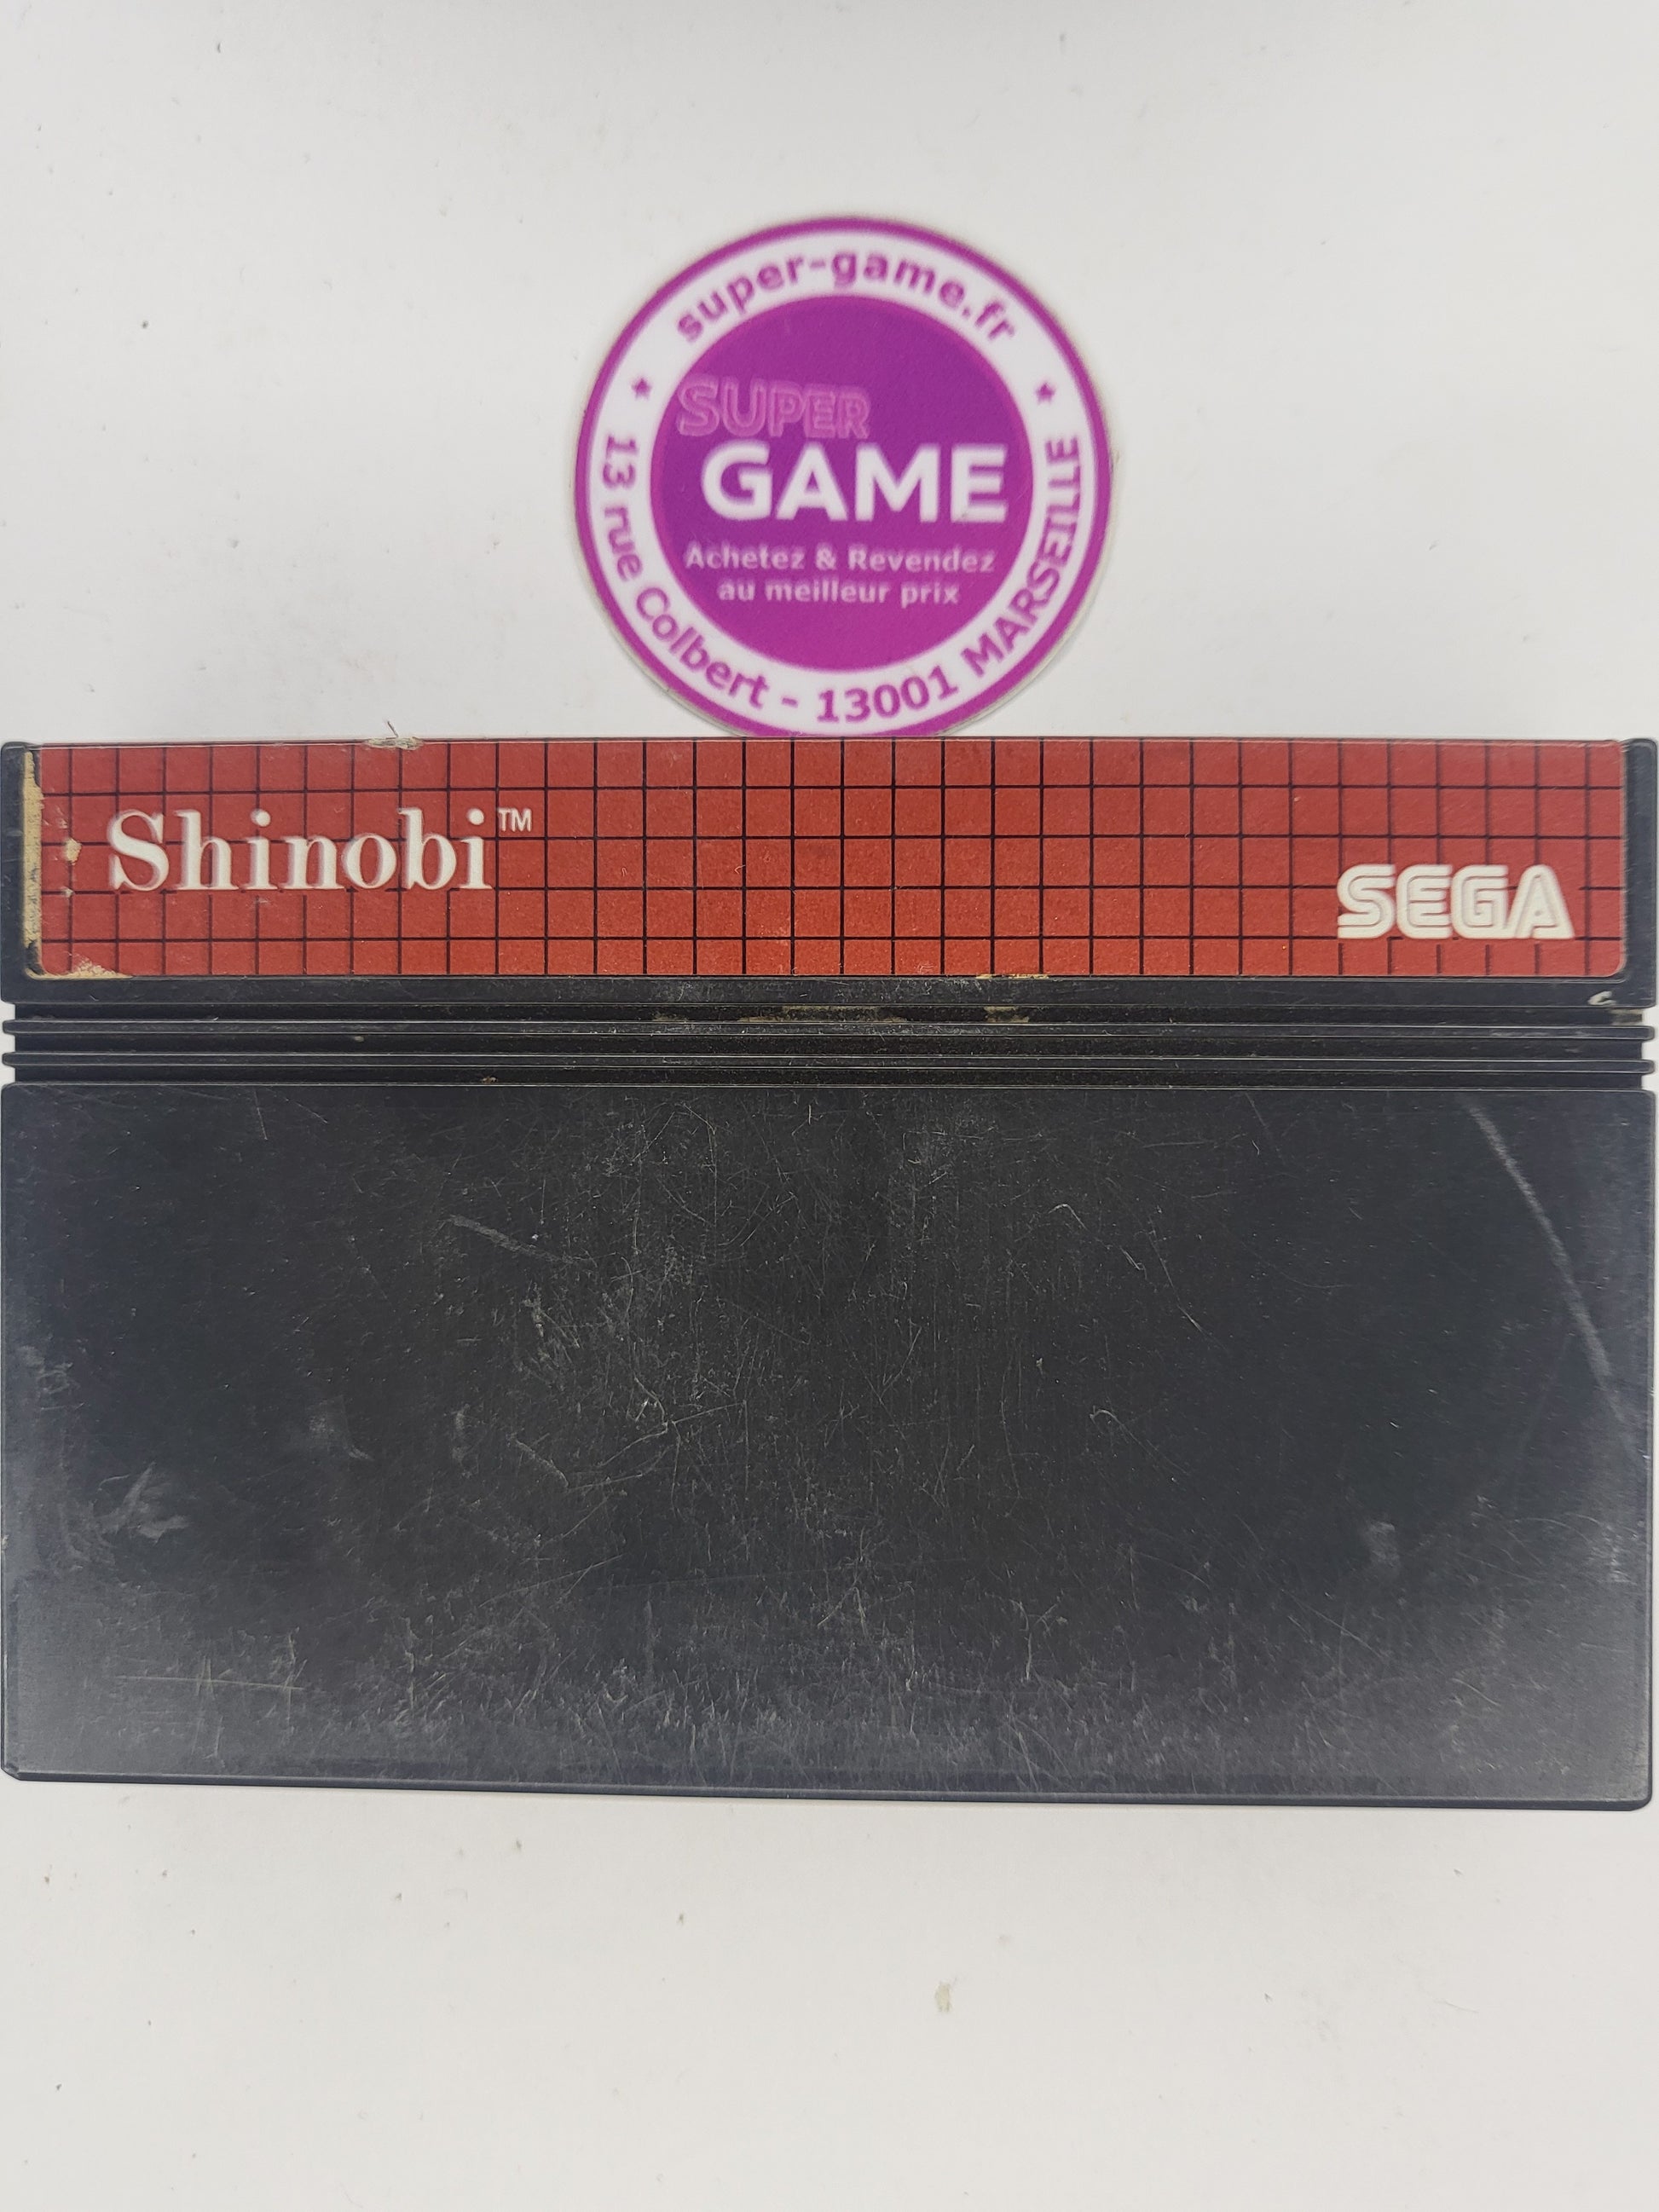 super-game.fr
SUPER
GAME
Achetez & Revendez
au meilleur prix
13 rue Colbert - 13001 MARSEILLE
Shinobi™
SEGA